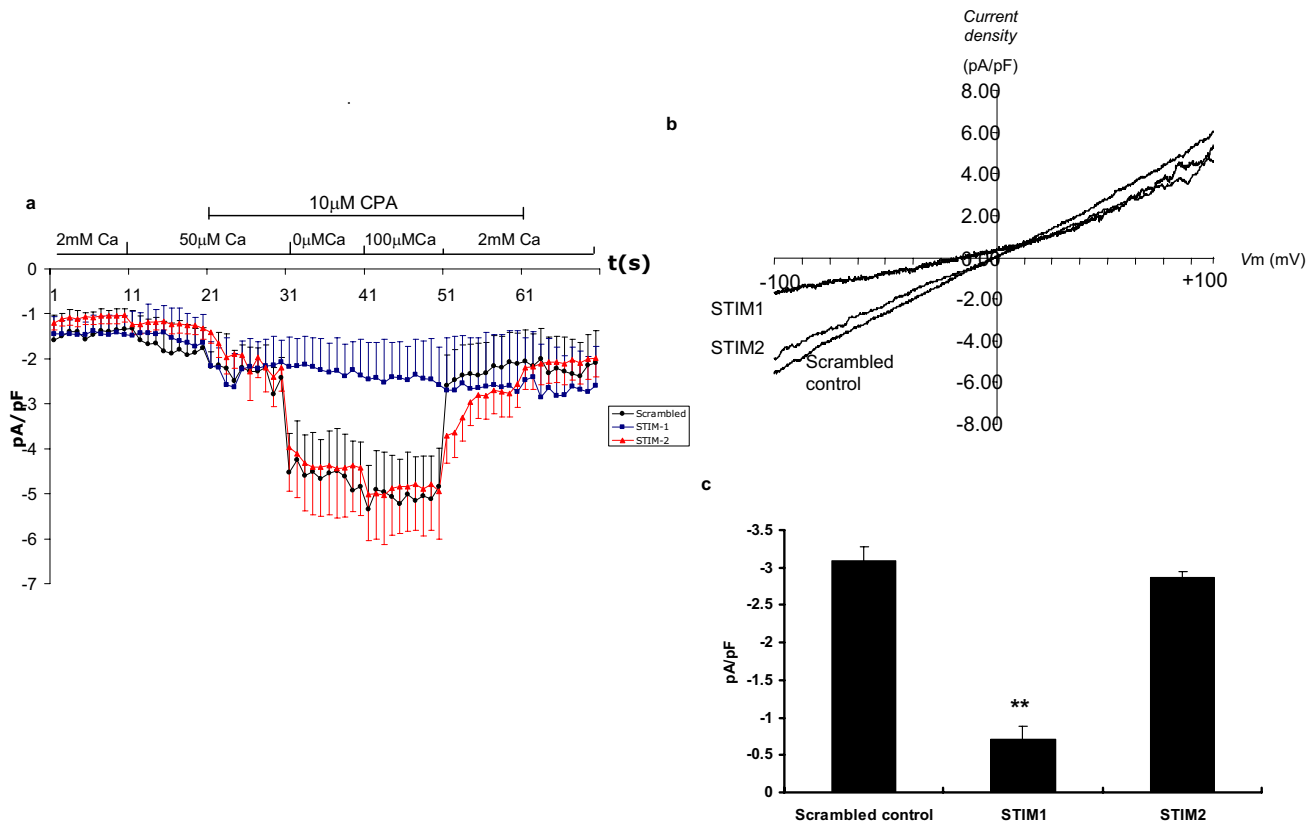 a
10μM CPA
2mM Ca 50μM Ca 0μMCa 100μMCa 2mM Ca
t(s)
0
1 11 21 31 41 51 61
-1
-2
-3
-4
-5
-6
-7
pA/pF
Scrambled
STIM-1
STIM-2
b
Current
density
(pA/pF)
8.00
6.00
4.00
2.00
0.00
-2.00
-4.00
-6.00
-8.00
-100
+100
Vm (mV)
STIM1
STIM2
Scrambled
control
c
-3.5
-3
-2.5
-2
-1.5
-1
-0.5
0
pA/pF
**
Scrambled control STIM1 STIM2